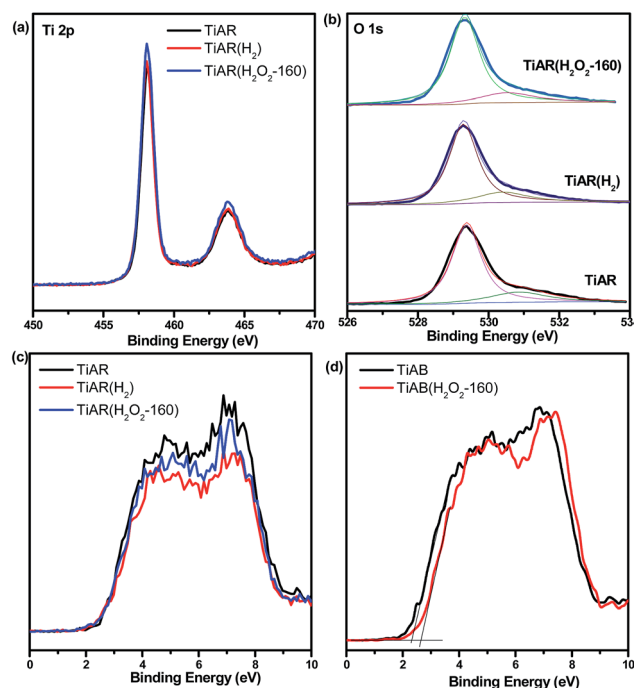 (a) Ti 2p
TiAR
TiAR(H₂)
TiAR(H₂O₂-160)
450 455 460 465 470
Binding Energy (eV)
(b) O 1s
TiAR(H₂O₂-160)
TiAR(H₂)
TiAR
526 528 530 532 53
Binding Energy (eV)
(c)
TiAR
TiAR(H₂)
TiAR(H₂O₂-160)
0 2 4 6 8 10
Binding Energy (eV)
(d)
TiAB
TiAB(H₂O₂-160)
0 2 4 6 8 10
Binding Energy (eV)